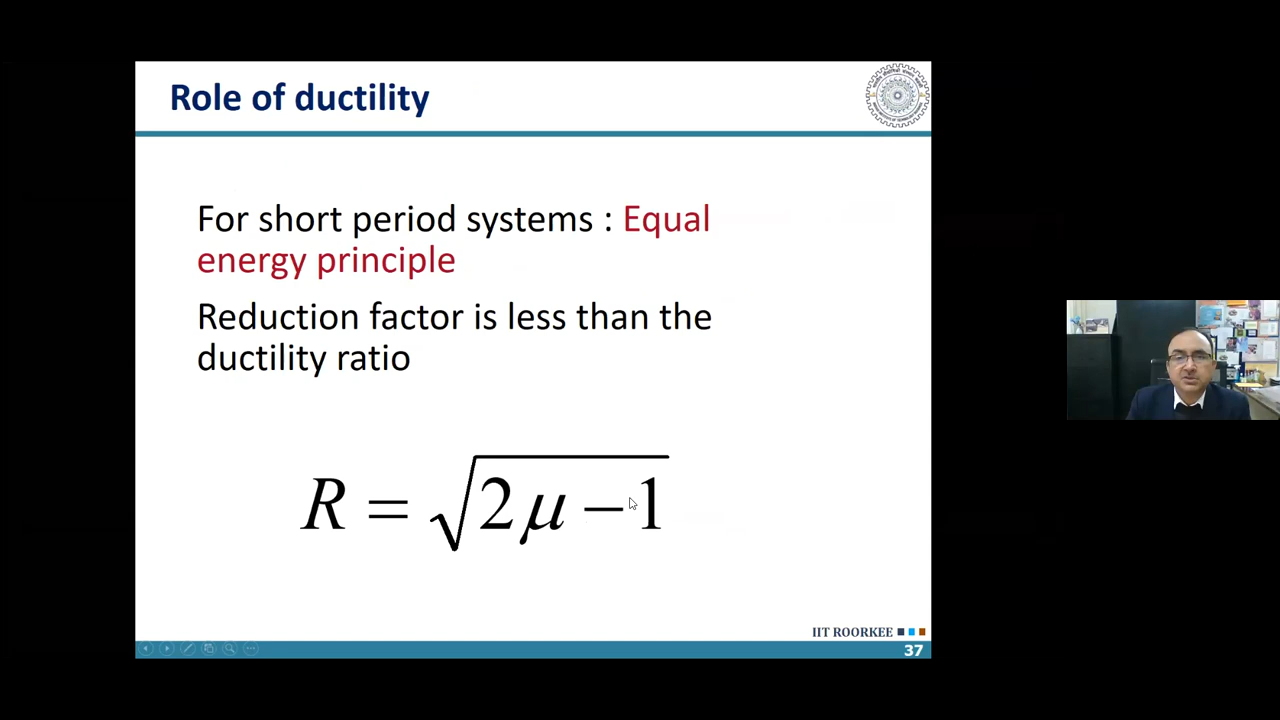 Role of ductility
For short period systems : Equal
energy principle
Reduction factor is less than the
ductility ratio
R = √2μ −1
IIT ROORKEE
37